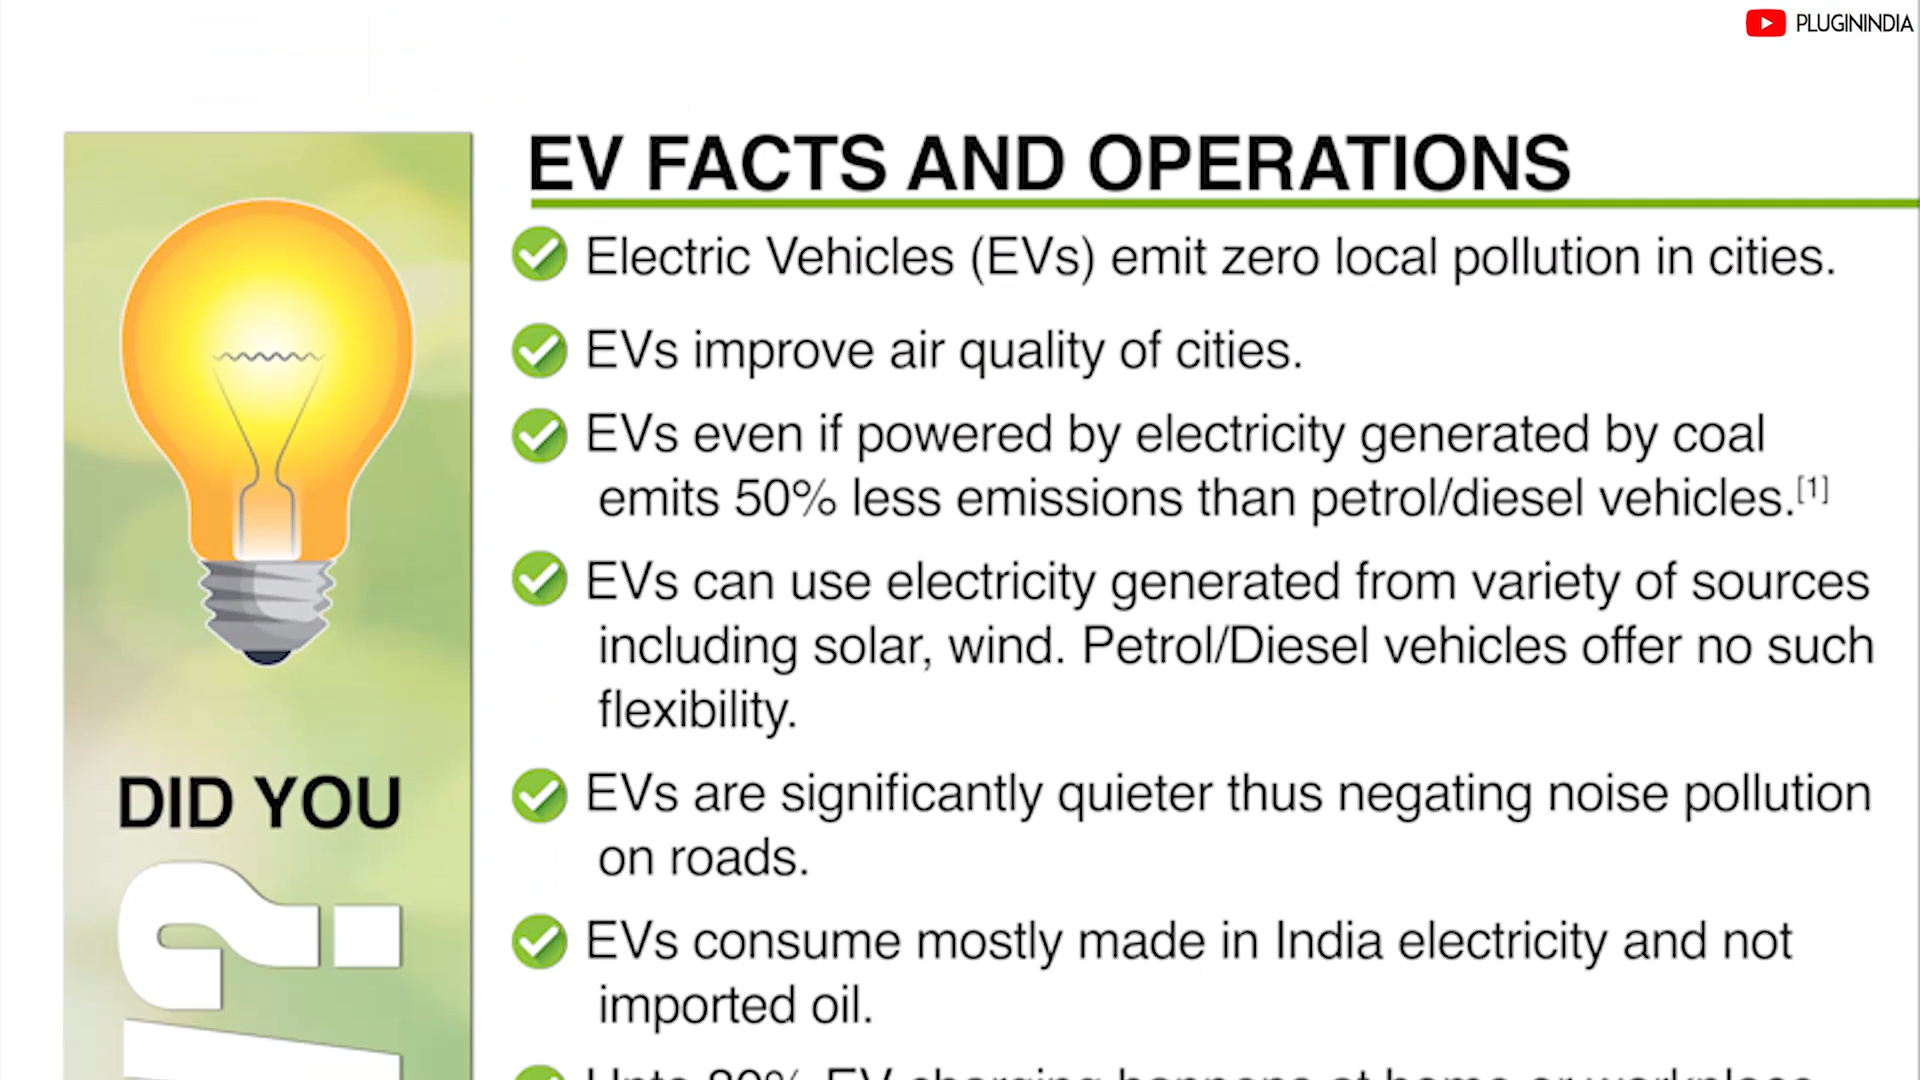 PLUGININDIA
EV FACTS AND OPERATIONS
Electric Vehicles (EVs) emit zero local pollution in cities.
EVs improve air quality of cities.
EVs even if powered by electricity generated by coal
emits 50% less emissions than petrol/diesel vehicles.[1]
EVs can use electricity generated from variety of sources
including solar, wind. Petrol/Diesel vehicles offer no such
flexibility.
EVs are significantly quieter thus negating noise pollution
on roads.
EVs consume mostly made in India electricity and not
imported oil.
DID YOU